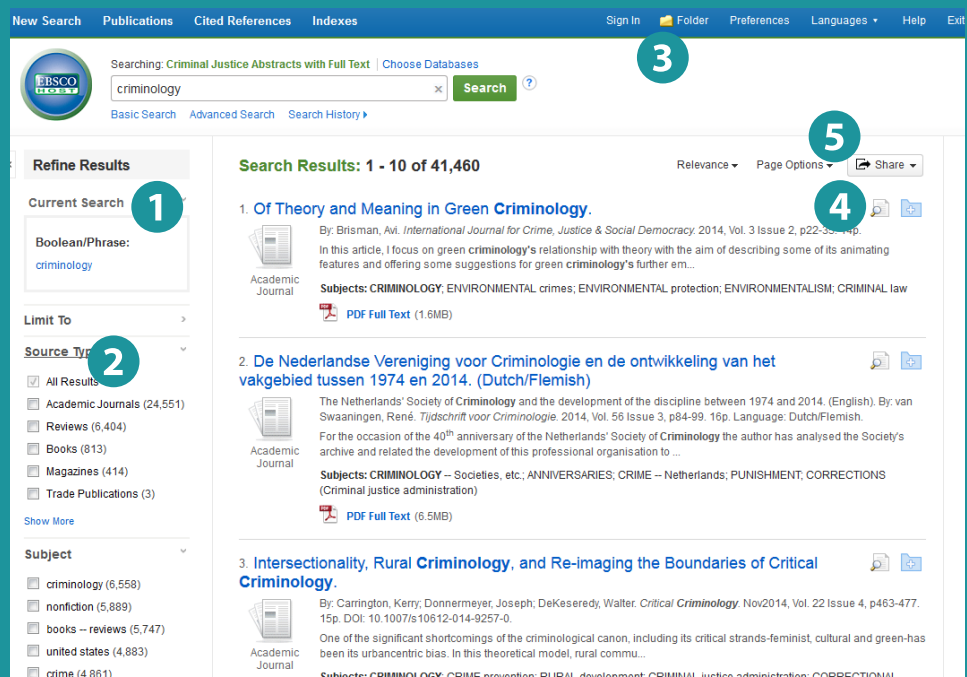 New Search Publications Cited References Indexes Sign In Folder Preferences Languages Help Exit
3
EBSCO
HOST
Searching: Criminal Justice Abstracts with Full Text Choose Databases
criminology × Search ?
Basic Search Advanced Search Search History
5
Refine Results
Search Results: 1 - 10 of 41,460
Relevance Page Options Share
Current Search
1
Boolean/Phrase:
criminology
Limit To
Source
2
All Results
Academic Journals (24,551)
Reviews (6,404)
Books (813)
Magazines (414)
Trade Publications (3)
Show More
Subject
criminology (6,558)
nonfiction (5,889)
books -- reviews (5,747)
united states (4,883)
crime (4,861)
4
1. Of Theory and Meaning in Green Criminology.
By: Brisman, Avi. International Journal for Crime, Justice & Social Democracy. 2014, Vol. 3 Issue 2, p22-35.
In this article, I focus on green criminology's relationship with theory with the aim of describing some of its animating
features and offering some suggestions for green criminology's further em...
Academic
Journal
Subjects: CRIMINOLOGY; ENVIRONMENTAL crimes; ENVIRONMENTAL protection; ENVIRONMENTALISM; CRIMINAL law
PDF Full Text (1.6MB)
2. De Nederlandse Vereniging voor Criminologie en de ontwikkeling van het
vakgebied tussen 1974 en 2014. (Dutch/Flemish)
The Netherlands' Society of Criminology and the development of the discipline between 1974 and 2014. (English). By: van
Swaaningen, René. Tijdschrift voor Criminologie. 2014, Vol. 56 Issue 3, p84-99. 16p. Language: Dutch/Flemish.
For the occasion of the 40th anniversary of the Netherlands' Society of Criminology the author has analysed the Society's
archive and related the development of this professional organisation to ...
Academic
Journal
Subjects: CRIMINOLOGY -- Societies, etc.; ANNIVERSARIES; CRIME -- Netherlands; PUNISHMENT; CORRECTIONS
(Criminal justice administration)
PDF Full Text (6.5MB)
3. Intersectionality, Rural Criminology, and Re-imaging the Boundaries of Critical
Criminology.
By: Carrington, Kerry; Donnermeyer, Joseph; DeKeseredy, Walter. Critical Criminology. Nov2014, Vol. 22 Issue 4, p463-477.
15p. DOI: 10.1007/s10612-014-9257-0.
One of the significant shortcomings of the criminological canon, including its critical strands-feminist, cultural and green-has
been its urbancentric bias. In this theoretical model, rural commu...
Academic
Journal
Subjects: CRIMINOLOGY; CRIME prevention; RURAL development; CRIMINAL justice administration; CORRECTIONAL